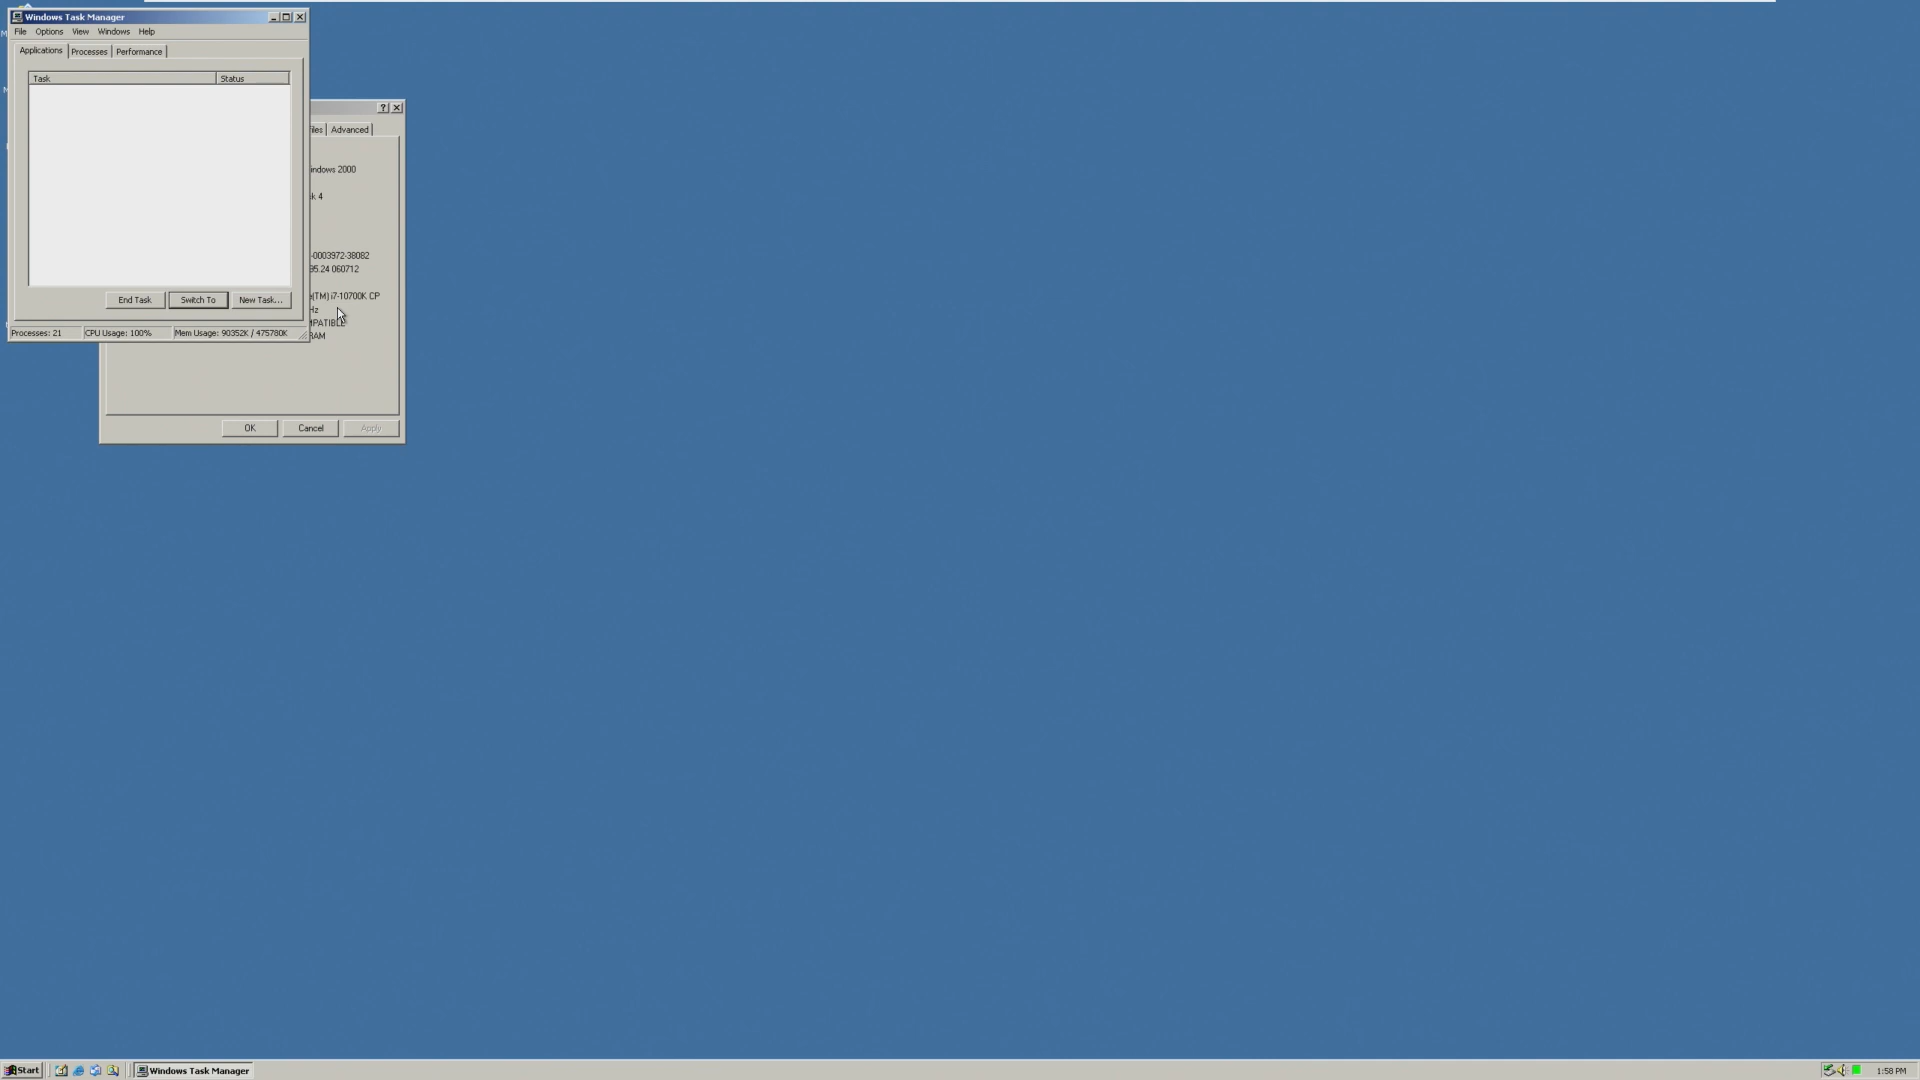 Windows Task Manager
File Options View Windows Help
Applications Processes Performance
Task Status
End Task Switch To New Task...
Processes: 21 CPU Usage: 100% Mem Usage: 90352K / 475780K
Advanced
indows 2000
k 4
-0003972-38082
95.24 060712
e(TM) i7-10700K CP
Hz
MPATIBLE
RAM
OK Cancel Apply
Start Windows Task Manager 1:58 PM